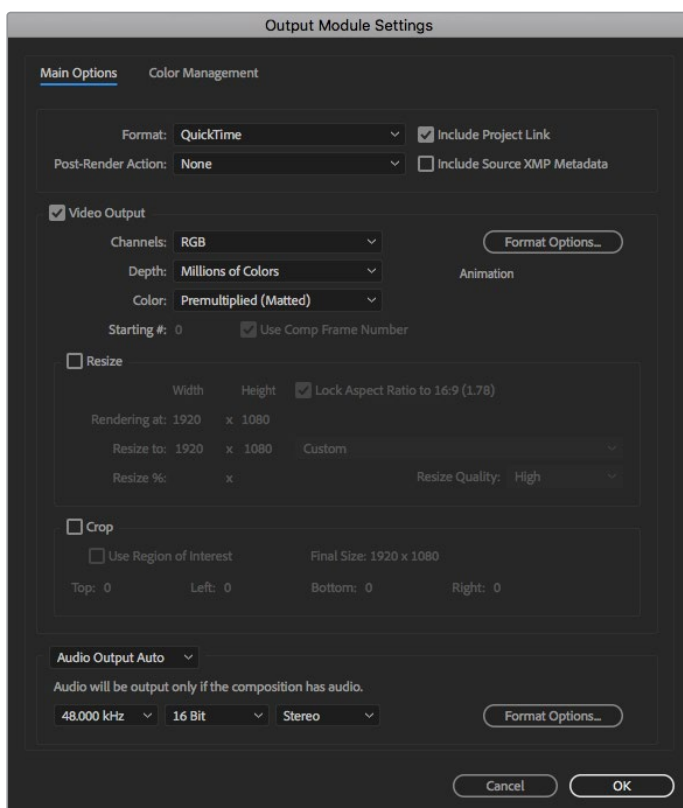 Output Module Settings
Main Options Color Management
Format: QuickTime Include Project Link
Post-Render Action: None Include Source XMP Metadata
Video Output
Channels: RGB Format Options...
Depth: Millions of Colors Animation
Color: Premultiplied (Matted)
Starting #: 0 Use Comp Frame Number
Resize
Width Height Lock Aspect Ratio to 16:9 (1.78)
Rendering at: 1920 x 1080
Resize to: 1920 x 1080 Custom
Resize %: x Resize Quality: High
Crop
Use Region of Interest Final Size: 1920 x 1080
Top: 0 Left: 0 Bottom: 0 Right: 0
Audio Output Auto
Audio will be output only if the composition has audio.
48.000 kHz 16 Bit Stereo Format Options...
Cancel OK